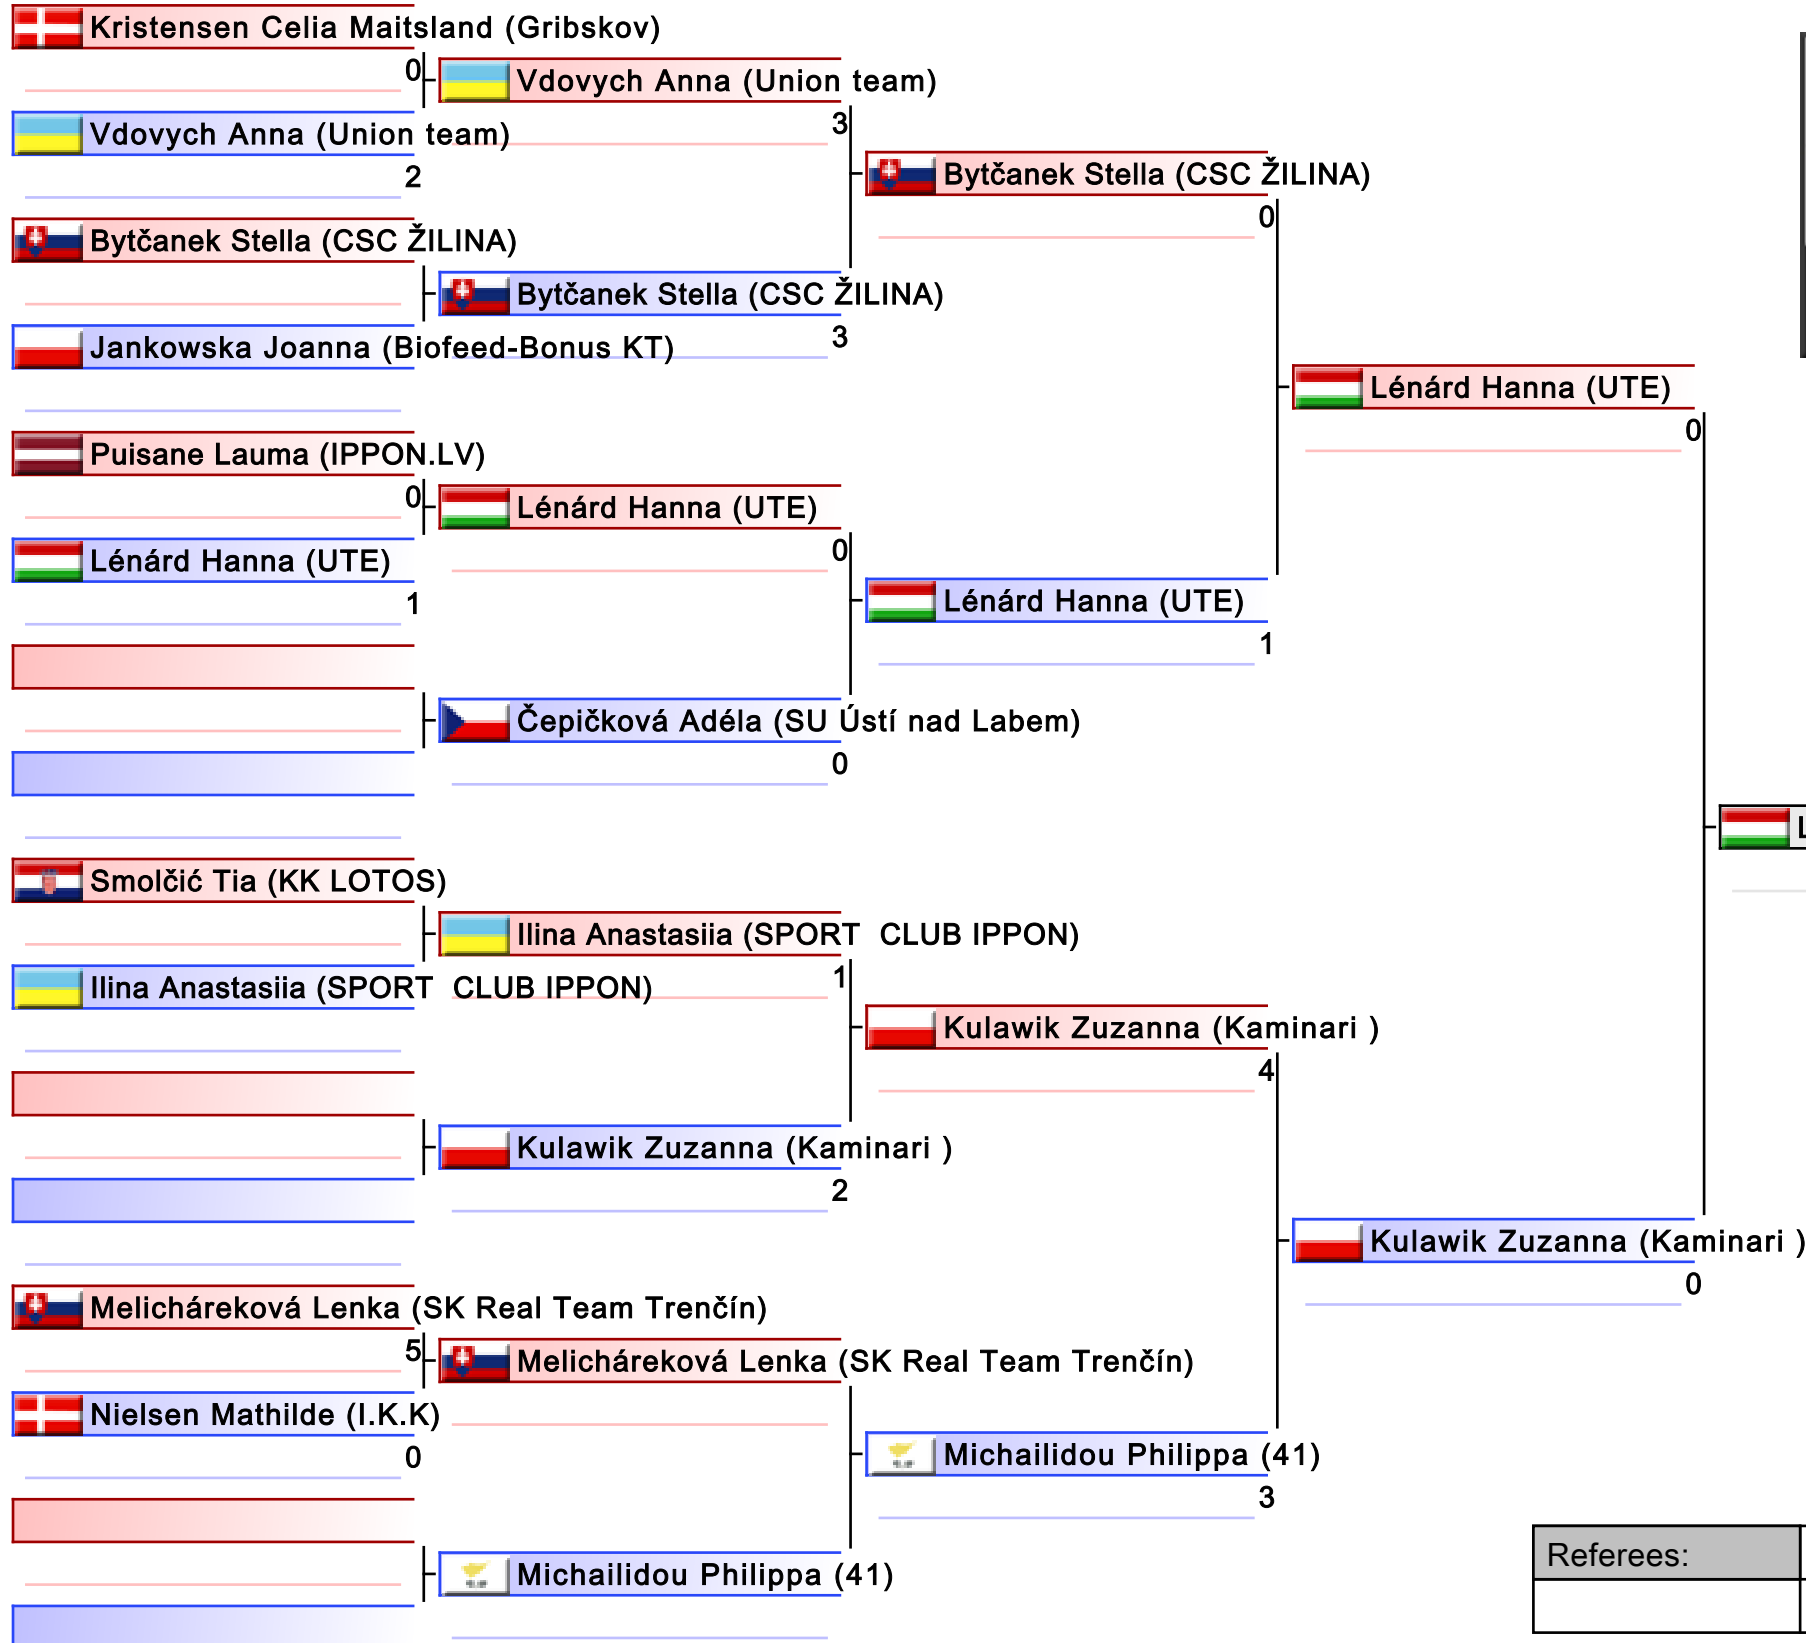 Kristensen Celia Maitsland (Gribskov)
0
Vdovych Anna (Union team)
Vdovych Anna (Union team)
3
2
Bytčanek Stella (CSC ŽILINA)
0
Bytčanek Stella (CSC ŽILINA)
Bytčanek Stella (CSC ŽILINA)
3
Jankowska Joanna (Biofeed-Bonus KT)
Lénárd Hanna (UTE)
0
Puisane Lauma (IPPON.LV)
0
Lénárd Hanna (UTE)
0
Lénárd Hanna (UTE)
1
Lénárd Hanna (UTE)
1
Čepičková Adéla (SU Ústí nad Labem)
0
L
Smolčić Tia (KK LOTOS)
Ilina Anastasiia (SPORT  CLUB IPPON)
1
Ilina Anastasiia (SPORT  CLUB IPPON)
Kulawik Zuzanna (Kaminari )
4
Kulawik Zuzanna (Kaminari )
2
Kulawik Zuzanna (Kaminari )
0
Melicháreková Lenka (SK Real Team Trenčín)
5
Melicháreková Lenka (SK Real Team Trenčín)
Nielsen Mathilde (I.K.K)
0
Michailidou Philippa (41)
3
Michailidou Philippa (41)
Referees: